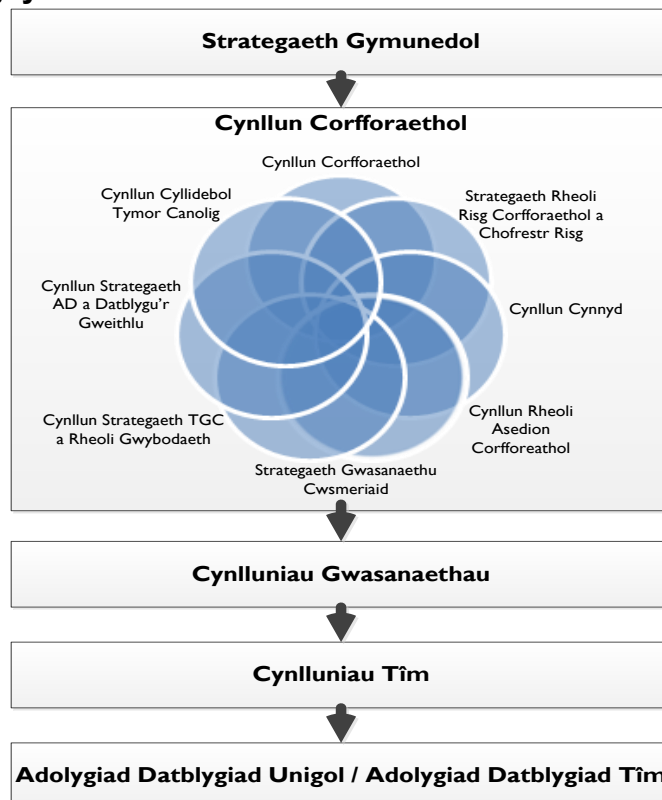 Strategaeth Gymunedol
Cynllun Corfforaethol
Cynllun Corfforaethol
Strategaeth Rheoli
Risg Corfforaethol a
Chofrestr Risg
Cynllun Cynnyd
Cynllun Rheoli
Asedion
Corfforeathol
Strategaeth Gwasanaethu
Cwsmeriaid
Cynllun Strategaeth TGC
a Rheoli Gwybodaeth
Cynllun Strategaeth
AD a Datblygu'r
Gweithlu
Cynllun Cyllidebol
Tymor Canolig
Cynlluniau Gwasanaethau
Cynlluniau Tîm
Adolygiad Datblygiad Unigol / Adolygiad Datblygiad Tîm